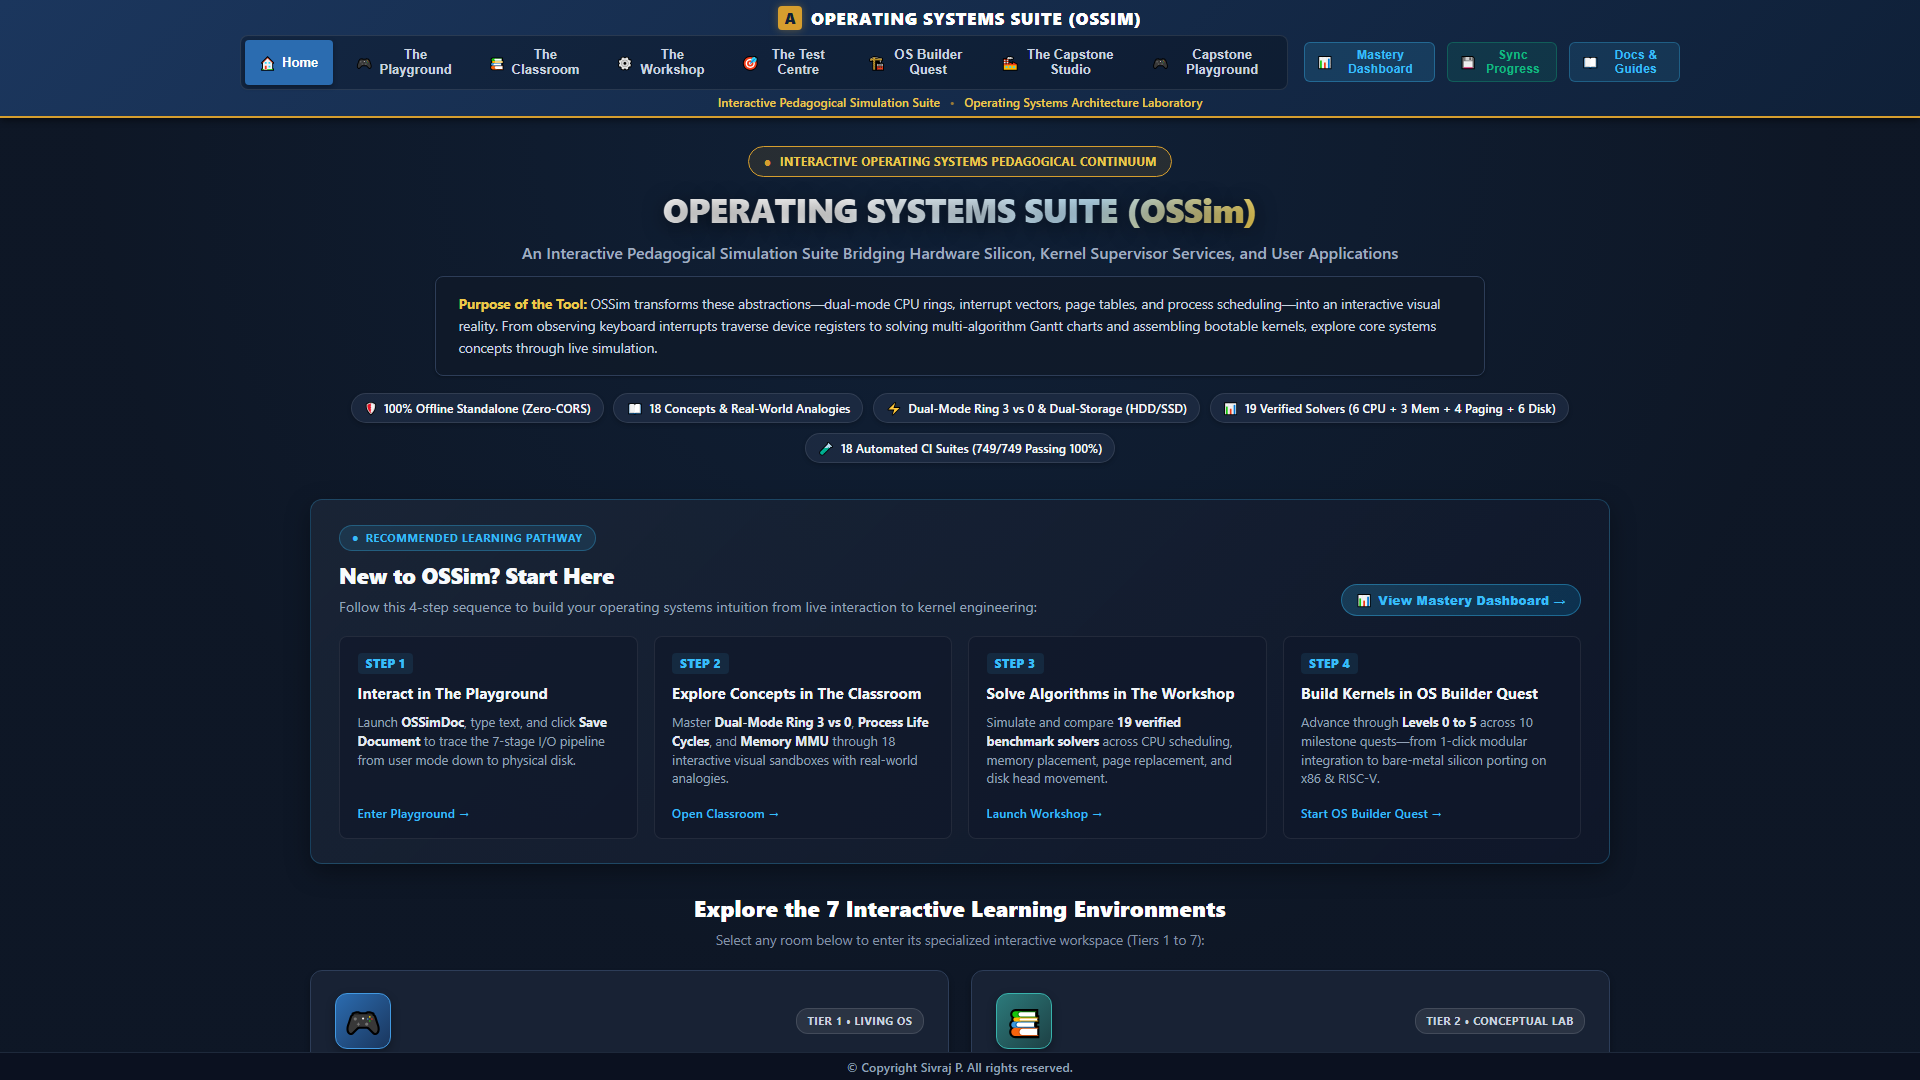 A OPERATING SYSTEMS SUITE (OSSIM)
Home
The Playground
The Classroom
The Workshop
The Test Centre
OS Builder Quest
The Capstone Studio
Capstone Playground
Mastery Dashboard
Sync Progress
Docs & Guides
Interactive Pedagogical Simulation Suite • Operating Systems Architecture Laboratory
INTERACTIVE OPERATING SYSTEMS PEDAGOGICAL CONTINUUM
OPERATING SYSTEMS SUITE (OSSim)
An Interactive Pedagogical Simulation Suite Bridging Hardware Silicon, Kernel Supervisor Services, and User Applications
Purpose of the Tool: OSSim transforms these abstractions—dual-mode CPU rings, interrupt vectors, page tables, and process scheduling—into an interactive visual
reality. From observing keyboard interrupts traverse device registers to solving multi-algorithm Gantt charts and assembling bootable kernels, explore core systems
concepts through live simulation.
100% Offline Standalone (Zero-CORS)
18 Concepts & Real-World Analogies
Dual-Mode Ring 3 vs 0 & Dual-Storage (HDD/SSD)
19 Verified Solvers (6 CPU + 3 Mem + 4 Paging + 6 Disk)
18 Automated CI Suites (749/749 Passing 100%)
RECOMMENDED LEARNING PATHWAY
New to OSSim? Start Here
Follow this 4-step sequence to build your operating systems intuition from live interaction to kernel engineering:
View Mastery Dashboard →
STEP 1
Interact in The Playground
Launch OSSimDoc, type text, and click Save
Document to trace the 7-stage I/O pipeline
from user mode down to physical disk.
Enter Playground →
STEP 2
Explore Concepts in The Classroom
Master Dual-Mode Ring 3 vs 0, Process Life
Cycles, and Memory MMU through 18
interactive visual sandboxes with real-world
analogies.
Open Classroom →
STEP 3
Solve Algorithms in The Workshop
Simulate and compare 19 verified
benchmark solvers across CPU scheduling,
memory placement, page replacement, and
disk head movement.
Launch Workshop →
STEP 4
Build Kernels in OS Builder Quest
Advance through Levels 0 to 5 across 10
milestone quests—from 1-click modular
integration to bare-metal silicon porting on
x86 & RISC-V.
Start OS Builder Quest →
Explore the 7 Interactive Learning Environments
Select any room below to enter its specialized interactive workspace (Tiers 1 to 7):
TIER 1 • LIVING OS
TIER 2 • CONCEPTUAL LAB
© Copyright Sivraj P. All rights reserved.